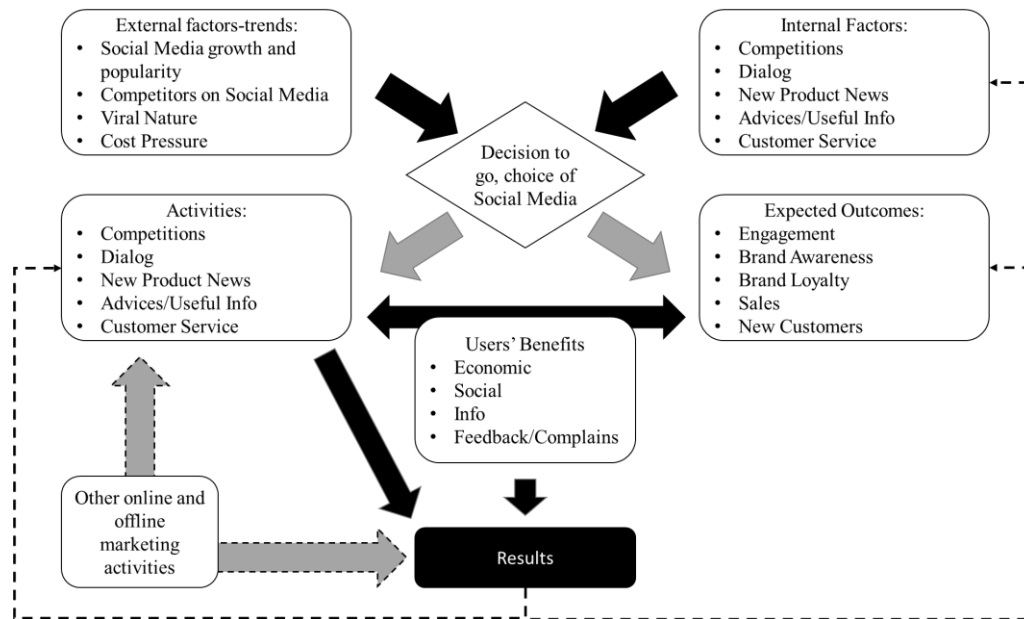 External factors-trends:
• Social Media growth and
popularity
• Competitors on Social Media
• Viral Nature
• Cost Pressure
Internal Factors:
• Competitions
• Dialog
• New Product News
• Advices/Useful Info
• Customer Service
Decision to
go, choice of
Social Media
Activities:
• Competitions
• Dialog
• New Product News
• Advices/Useful Info
• Customer Service
Expected Outcomes:
• Engagement
• Brand Awareness
• Brand Loyalty
• Sales
• New Customers
Users’ Benefits
• Economic
• Social
• Info
• Feedback/Complains
Other online and
offline
marketing
activities
Results